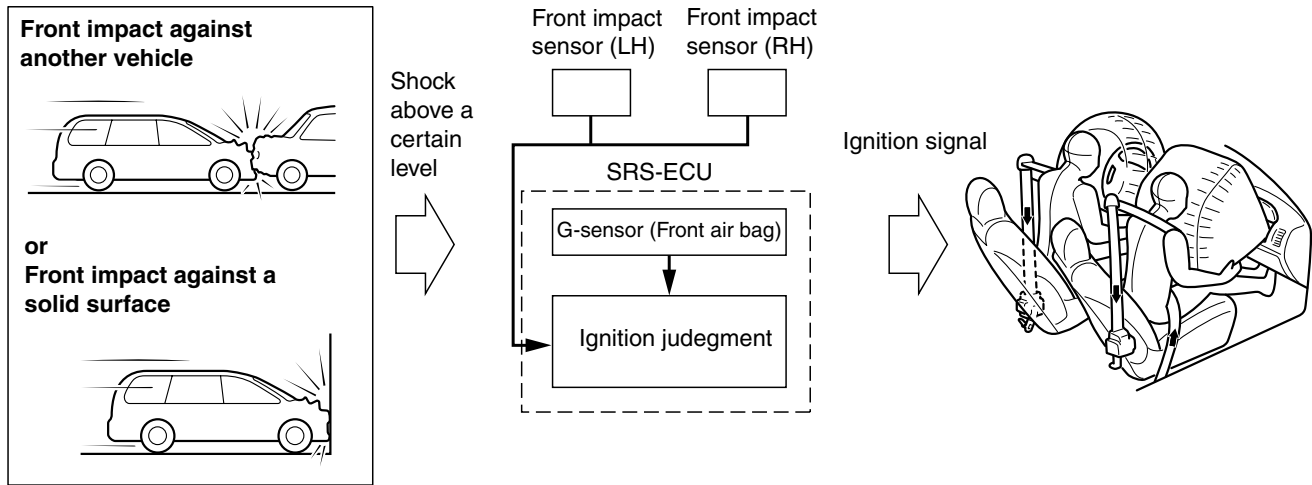 Front impact against
another vehicle
or
Front impact against a
solid surface
Shock
above a
certain
level
Front impact
sensor (LH)
Front impact
sensor (RH)
SRS-ECU
G-sensor (Front air bag)
Ignition judegment
Ignition signal